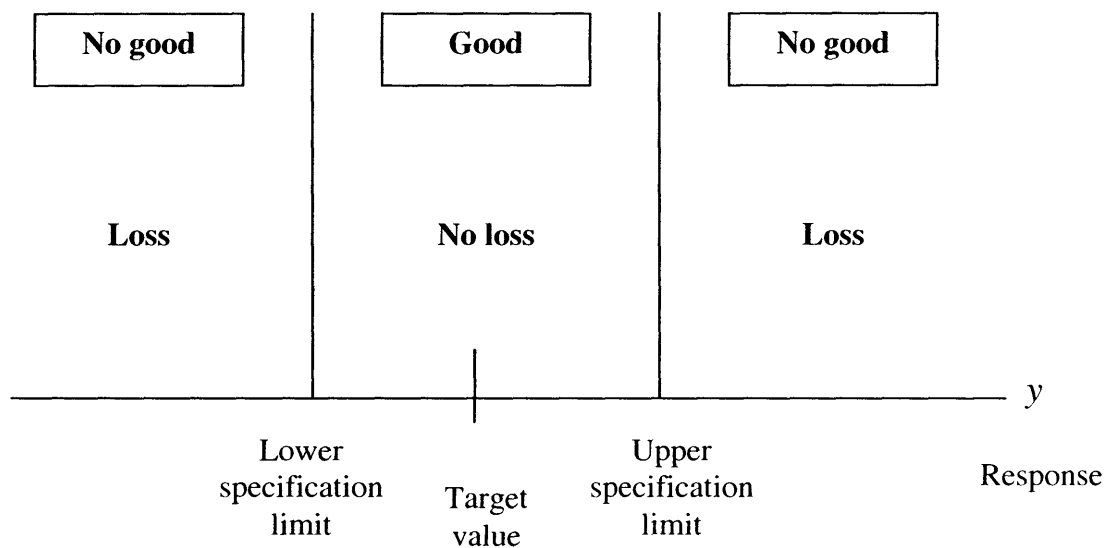 No good
Good
No good
Loss
No loss
Loss
y
Lower
specification
limit
Target
value
Upper
specification
limit
Response